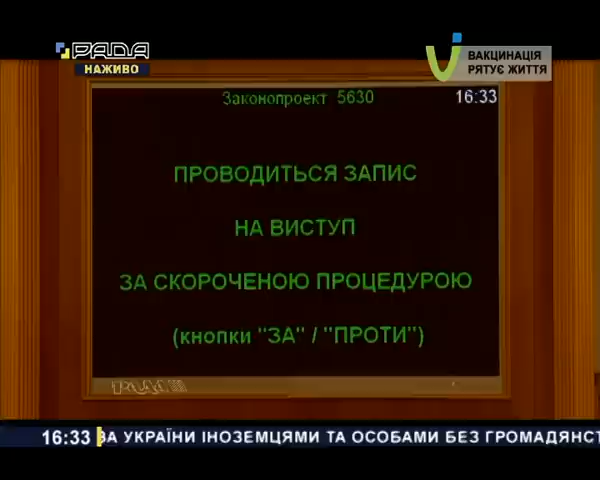 РАДА
НАЖИВО
ВАКЦИНАЦІЯ
РЯТУЄ ЖИТТЯ
Законопроект 5630 16:33
ПРОВОДИТЬСЯ ЗАПИС
НА ВИСТУП
ЗА СКОРОЧЕНОЮ ПРОЦЕДУРОЮ
(кнопки "ЗА" / "ПРОТИ")
РАДА
16:33 ЗА УКРАЇНИ ІНОЗЕМЦЯМИ ТА ОСОБАМИ БЕЗ ГРОМАДЯНСТ